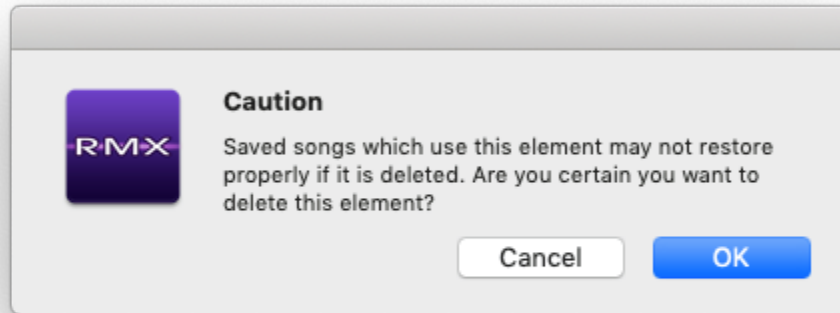 RMX
Caution
Saved songs which use this element may not restore
properly if it is deleted. Are you certain you want to
delete this element?
Cancel
OK